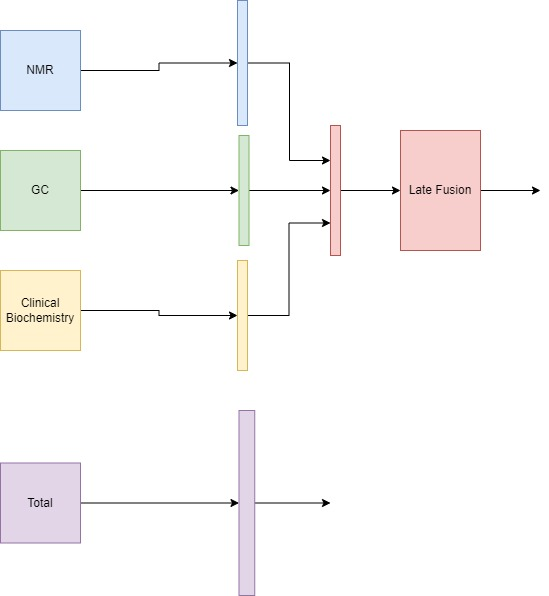 NMR
GC
Clinical
Biochemistry
Late Fusion
Total